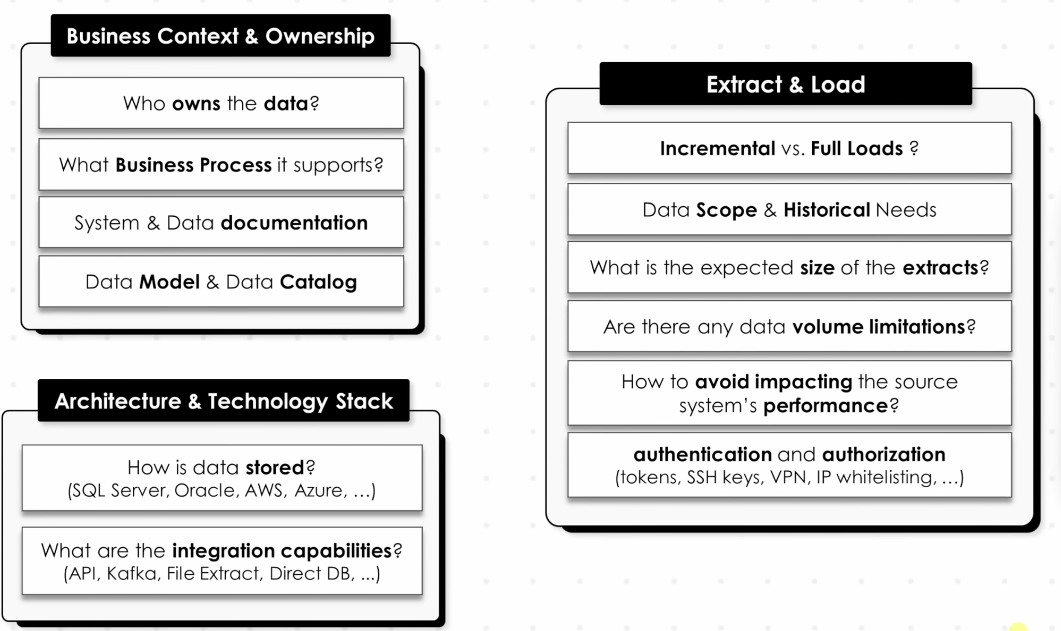 Business Context & Ownership
Who owns the data?
What Business Process it supports?
System & Data documentation
Data Model & Data Catalog
Architecture & Technology Stack
How is data stored?
(SQL Server, Oracle, AWS, Azure, ...)
What are the integration capabilities?
(API, Kafka, File Extract, Direct DB, ...)
Extract & Load
Incremental vs. Full Loads ?
Data Scope & Historical Needs
What is the expected size of the extracts?
Are there any data volume limitations?
How to avoid impacting the source
system's performance?
authentication and authorization
(tokens, SSH keys, VPN, IP whitelisting, ...)